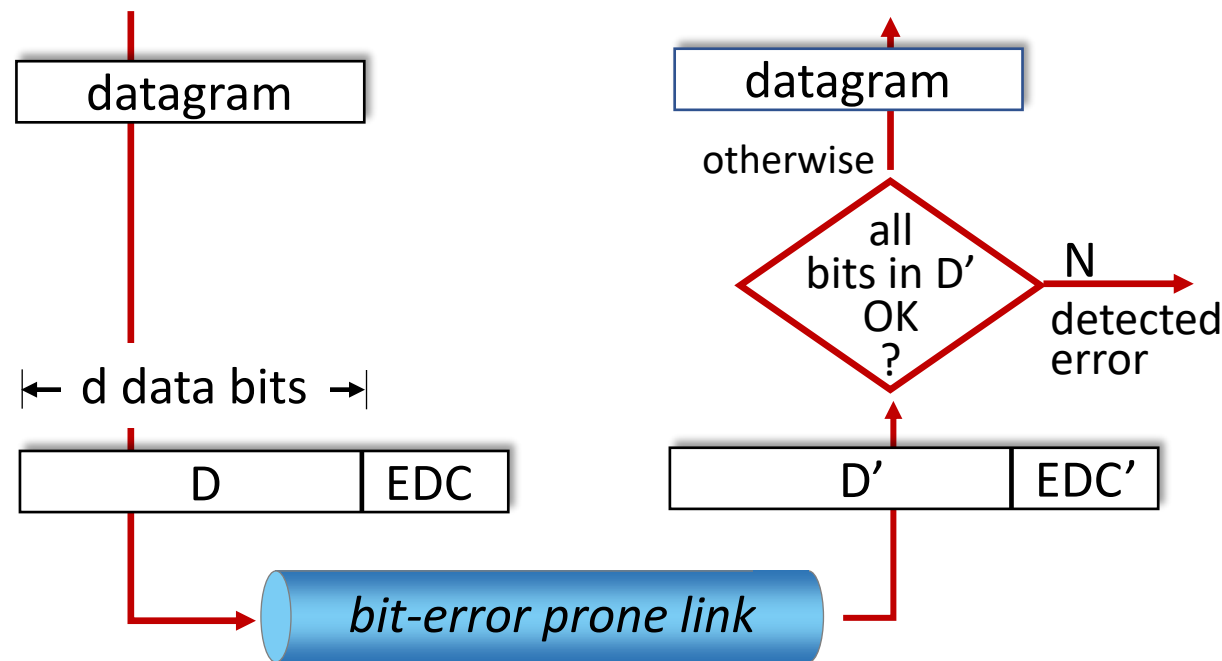 datagram
d data bits
D
EDC
bit-error prone link
datagram
otherwise
all
bits in D’
OK
?
N
detected
error
D’
EDC’